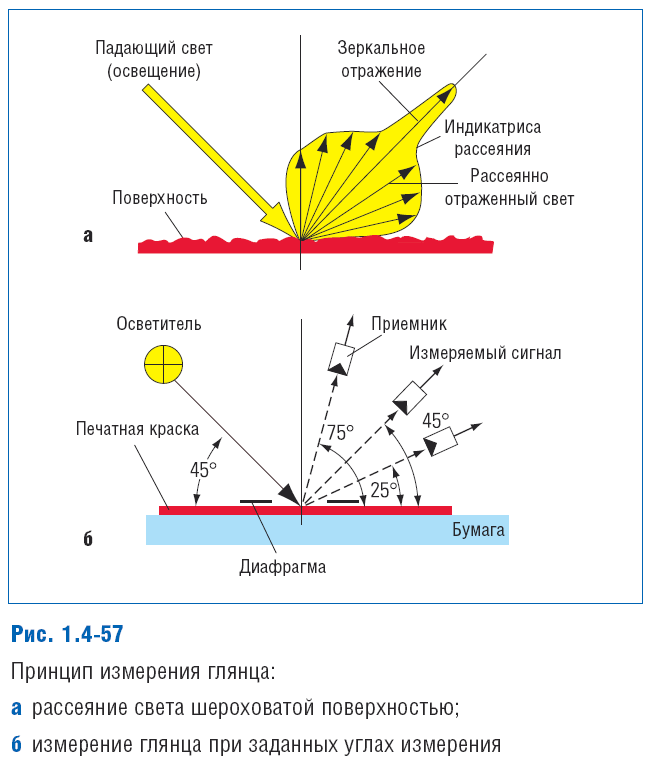 Падающий свет
(освещение)
Зеркальное
отражение
Индикатриса
рассеяния
Рассеянно
отраженный свет
Поверхность
а
Осветитель
Приемник
Измеряемый сигнал
Печатная краска
45°
75°
45°
25°
Бумага
б
Диафрагма
Рис. 1.4-57
Принцип измерения глянца:
а рассеяние света шероховатой поверхностью;
б измерение глянца при заданных углах измерения